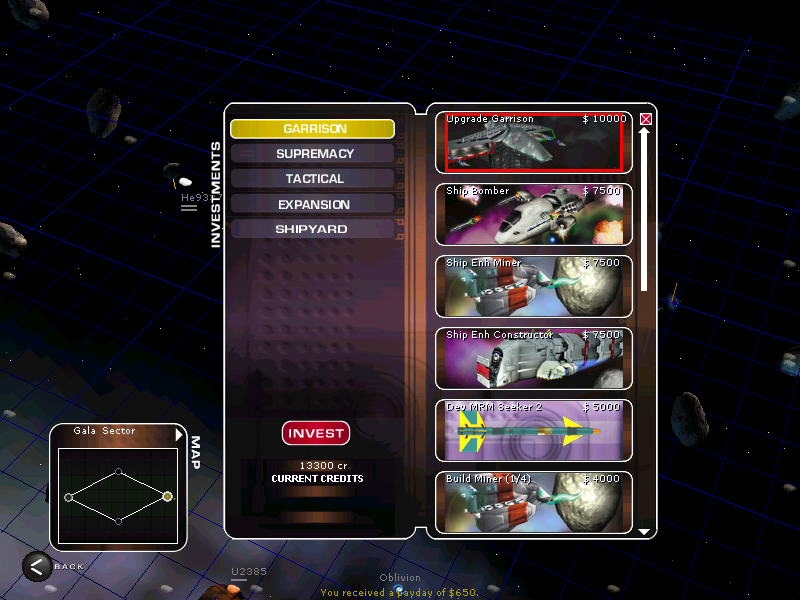 GARRISON
SUPREMACY
TACTICAL
EXPANSION
SHIPYARD
INVESTMENTS
INVEST
13300 cr
CURRENT CREDITS
Upgrade Garrison $ 10000
Ship Bomber $ 7500
Ship Enh Miner $ 7500
Ship Enh Constructor $ 7500
Dev MRM Seeker 2 $ 5000
Build Miner (1/4) $ 4000
Gala Sector
MAP
BACK
U2385
Oblivion
You received a payday of $650.